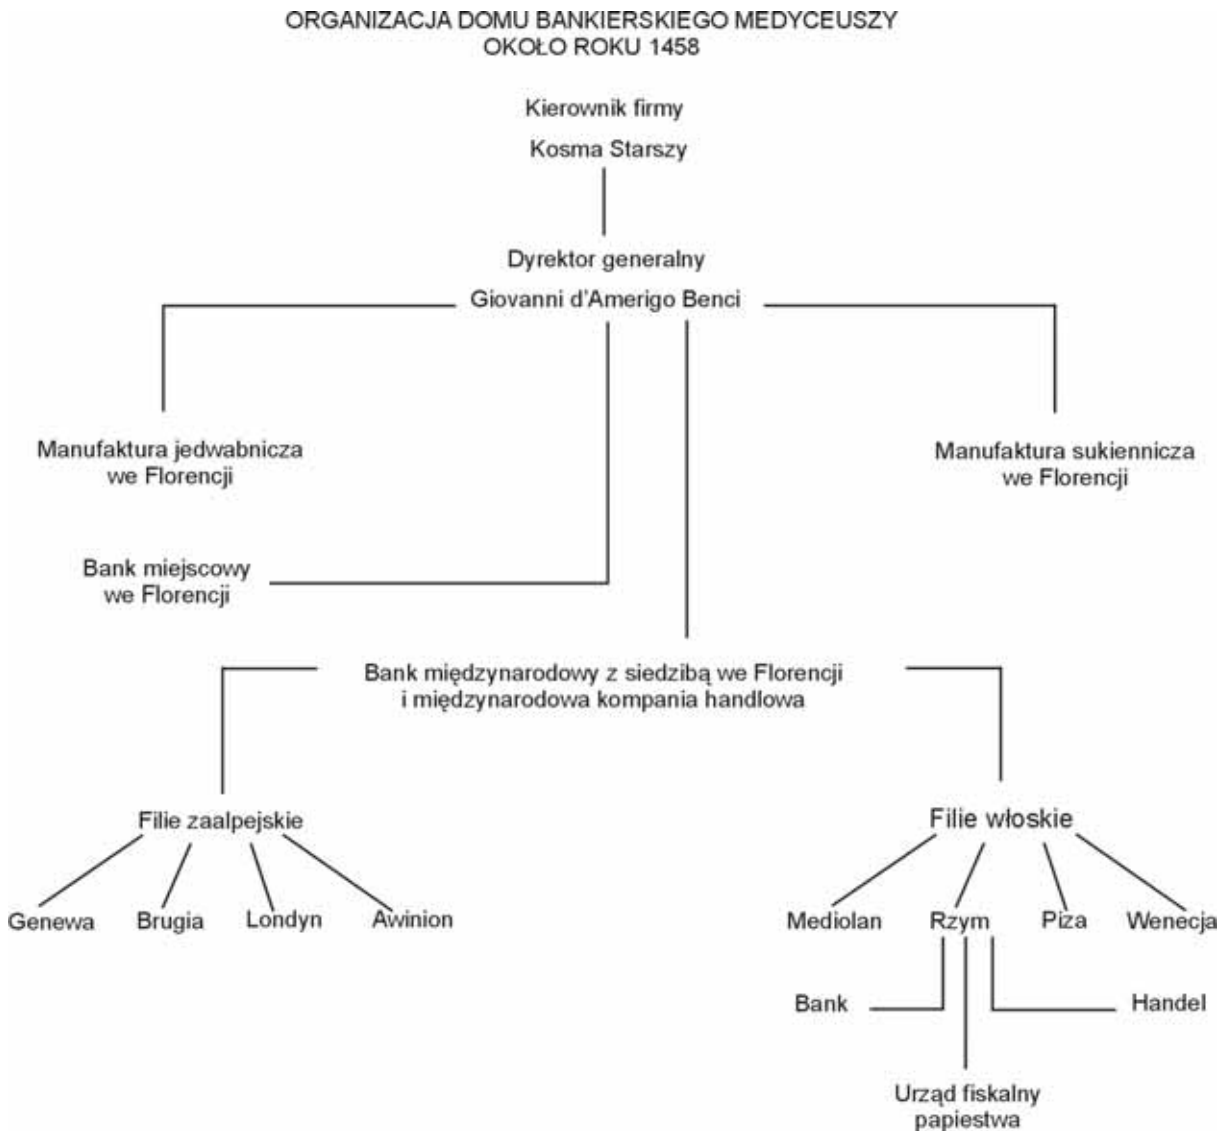 ORGANIZACJA DOMU BANKIERSKIEGO MEDYCEUSZY
OKOŁO ROKU 1458
Kierownik firmy
Kosma Starszy
Dyrektor generalny
Giovanni d'Amerigo Benci
Manufaktura jedwabnicza
we Florencji
Manufaktura sukiennicza
we Florencji
Bank miejscowy
we Florencji
Bank międzynarodowy z siedzibą we Florencji
i międzynarodowa kompania handlowa
Filie zaalpejskie
Filie włoskie
Genewa
Brugia
Londyn
Awinion
Mediolan
Rzym
Piza
Wenecja
Bank
Handel
Urząd fiskalny
papiestwa